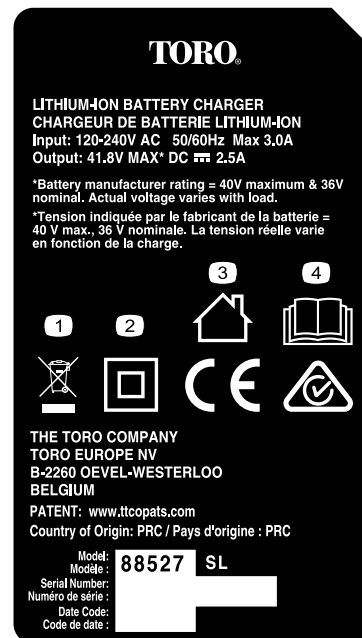 TORO®
LITHIUM-ION BATTERY CHARGER
CHARGEUR DE BATTERIE LITHIUM-ION
Input: 120-240V AC 50/60Hz Max 3.0A
Output: 41.8V MAX* DC ⎓ 2.5A
*Battery manufacturer rating = 40V maximum & 36V
nominal. Actual voltage varies with load.
*Tension indiquée par le fabricant de la batterie =
40 V max., 36 V nominale. La tension réelle varie
en fonction de la charge.
3 4
1 2
CE
THE TORO COMPANY
TORO EUROPE NV
B-2260 OEVEL-WESTERLOO
BELGIUM
PATENT: www.ttcopats.com
Country of Origin: PRC / Pays d'origine : PRC
Model:
Modèle : 88527 SL
Serial Number:
Numéro de série :
Date Code:
Code de date :